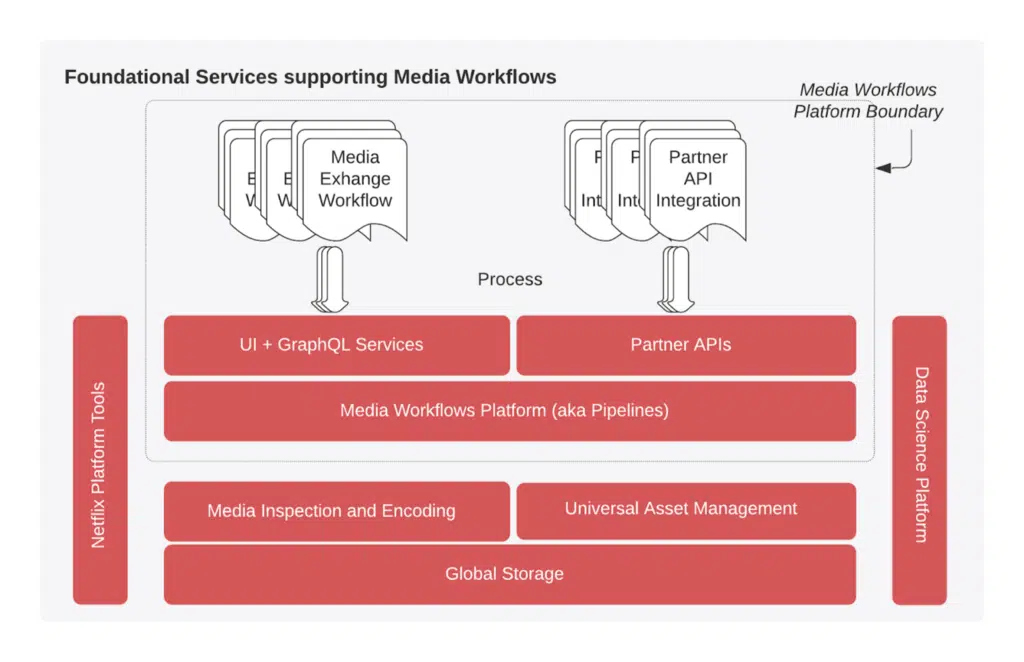 Foundational Services supporting Media Workflows
Media Workflows
Platform Boundary
Media
Exhange
Workflow
E
W
E
W
Partner
API
Integration
P
Int
P
Int
Process
UI + GraphQL Services
Partner APIs
Media Workflows Platform (aka Pipelines)
Netflix Platform Tools
Data Science Platform
Media Inspection and Encoding
Universal Asset Management
Global Storage